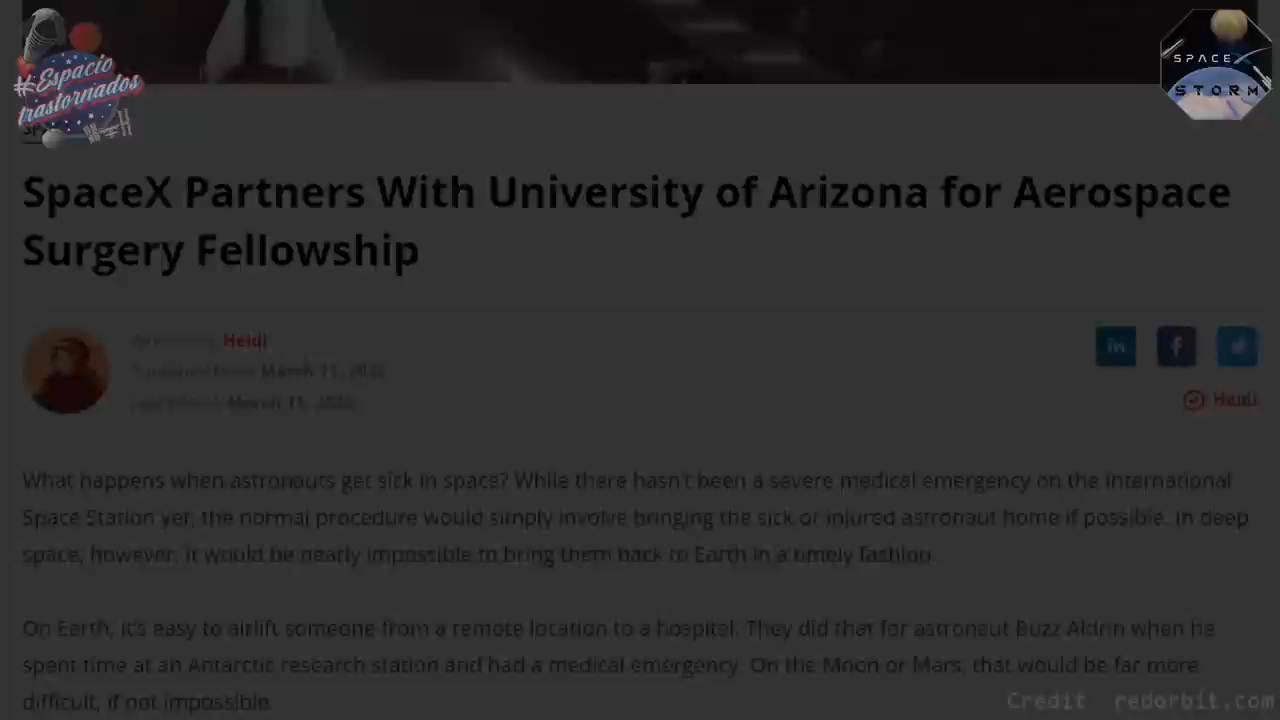 #Espacio
trastornados
SPACEX
STORM
SpaceX Partners With University of Arizona for Aerospace
Surgery Fellowship
Heidi
March 11,
March 11,
Heidi
What happens when astronauts get sick in space? While there hasn't been a severe medical emergency on the International
Space Station yet, the normal procedure would simply involve bringing the sick or injured astronaut home if possible. In deep
space, however, it would be nearly impossible to bring them back to Earth in a timely fashion.
On Earth, it's easy to airlift someone from a remote location to a hospital. They did that for astronaut Buzz Aldrin when he
spent time at an Antarctic research station and had a medical emergency. On the Moon or Mars, that would be far more
difficult, if not impossible.
Credit redorbit.com